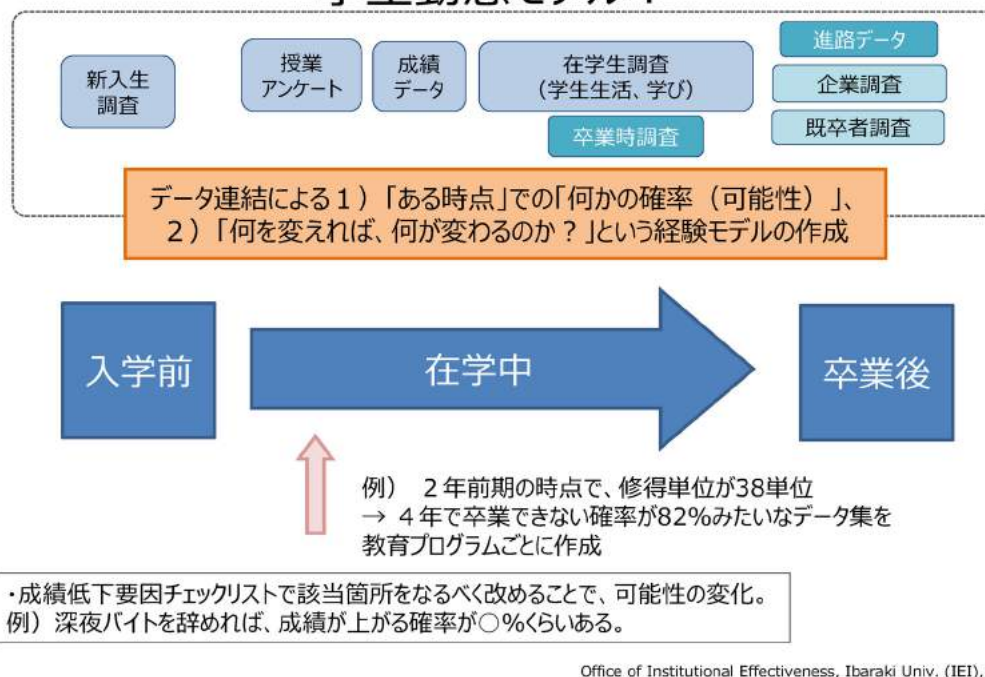 進路データ
新入生
調査
授業
アンケート
成績
データ
在学生調査
(学生生活、学び)
企業調査
卒業時調査
既卒者調査
データ連結による１）「ある時点」での「何かの確率（可能性）」、
２）「何を変えれば、何が変わるのか？」という経験モデルの作成
入学前
在学中
卒業後
例） ２年前期の時点で、修得単位が38単位
→ ４年で卒業できない確率が82%みたいなデータ集を
教育プログラムごとに作成
・成績低下要因チェックリストで該当箇所をなるべく改めることで、可能性の変化。
例）深夜バイトを辞めれば、成績が上がる確率が○%くらいある。
Office of Institutional Effectiveness, Ibaraki Univ. (IEI),